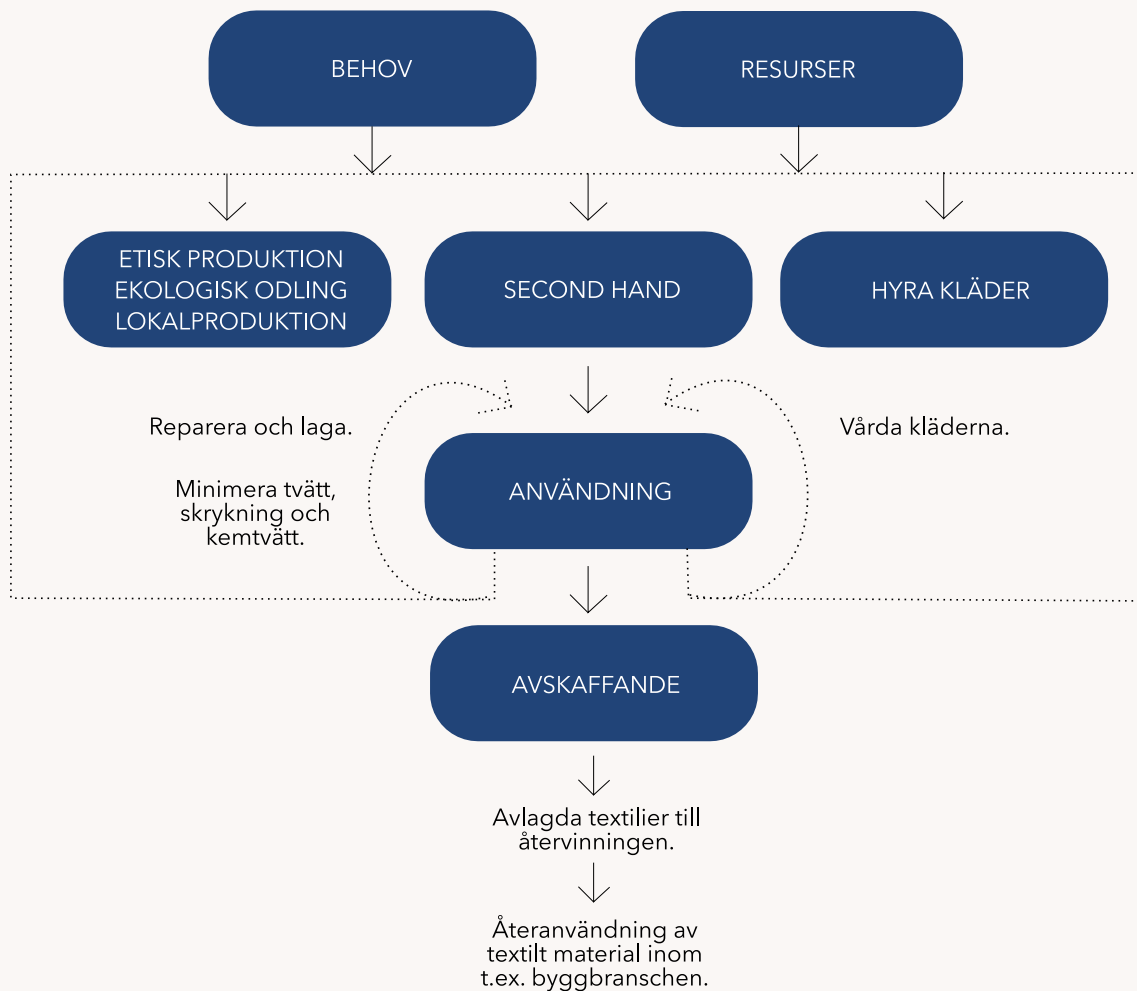 BEHOV
RESURSER
ETISK PRODUKTION
EKOLOGISK ODLING
LOKALPRODUKTION
SECOND HAND
HYRA KLÄDER
Reparera och laga.
Minimera tvätt,
skrykning och
kemtvätt.
Vårda kläderna.
ANVÄNDNING
AVSKAFFANDE
Avlagda textilier till
återvinningen.
Återanvändning av
textilt material inom
t.ex. byggbranschen.